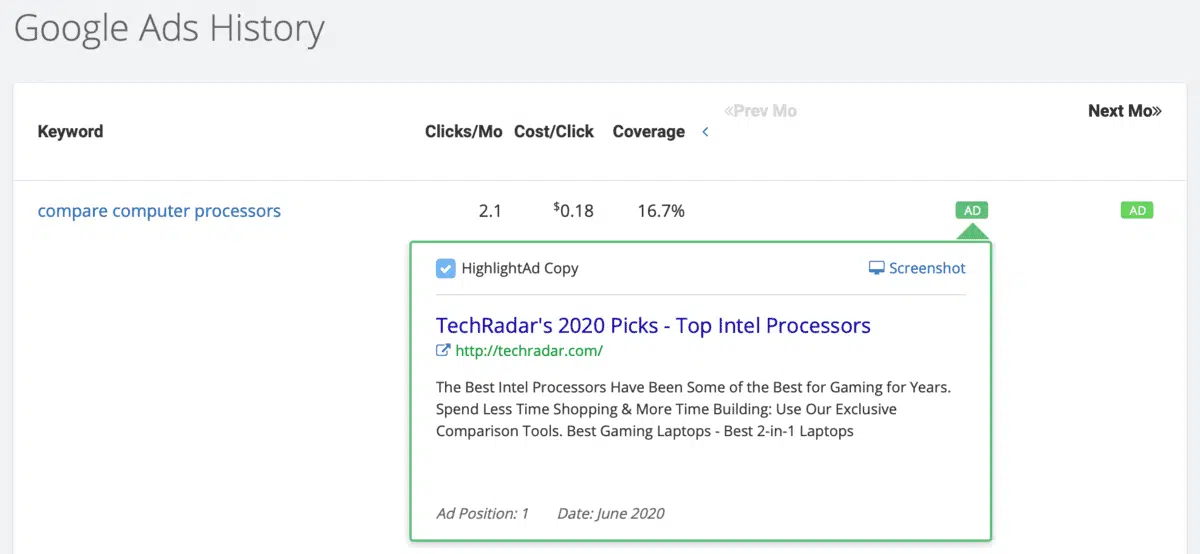 Google Ads History
«Prev Mo
Next Mo»
Keyword
Clicks/Mo
Cost/Click
Coverage
<
compare computer processors
2.1
$0.18
16.7%
AD
AD
HighlightAd Copy
Screenshot
TechRadar's 2020 Picks - Top Intel Processors
http://techradar.com/
The Best Intel Processors Have Been Some of the Best for Gaming for Years.
Spend Less Time Shopping & More Time Building: Use Our Exclusive
Comparison Tools. Best Gaming Laptops - Best 2-in-1 Laptops
Ad Position: 1
Date: June 2020